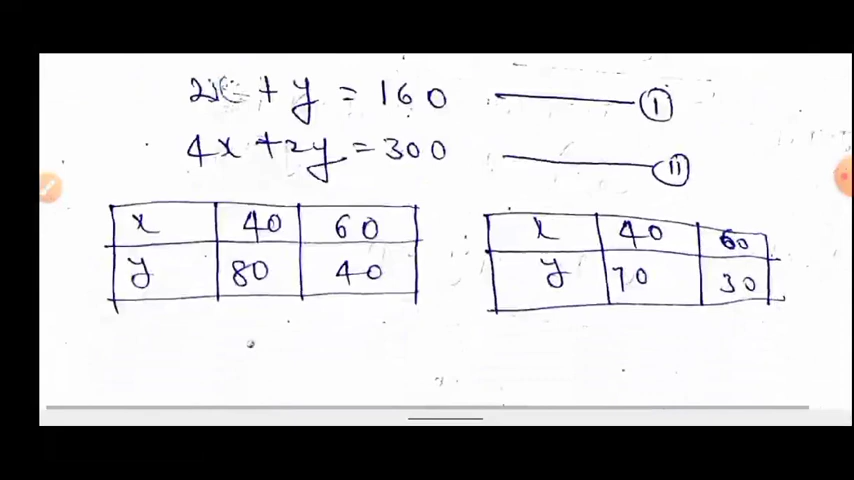 2x + y = 160 ——— (I)
4x + 2y = 300 ——— (II)
x 40 60
y 80 40
x 40 60
y 70 30